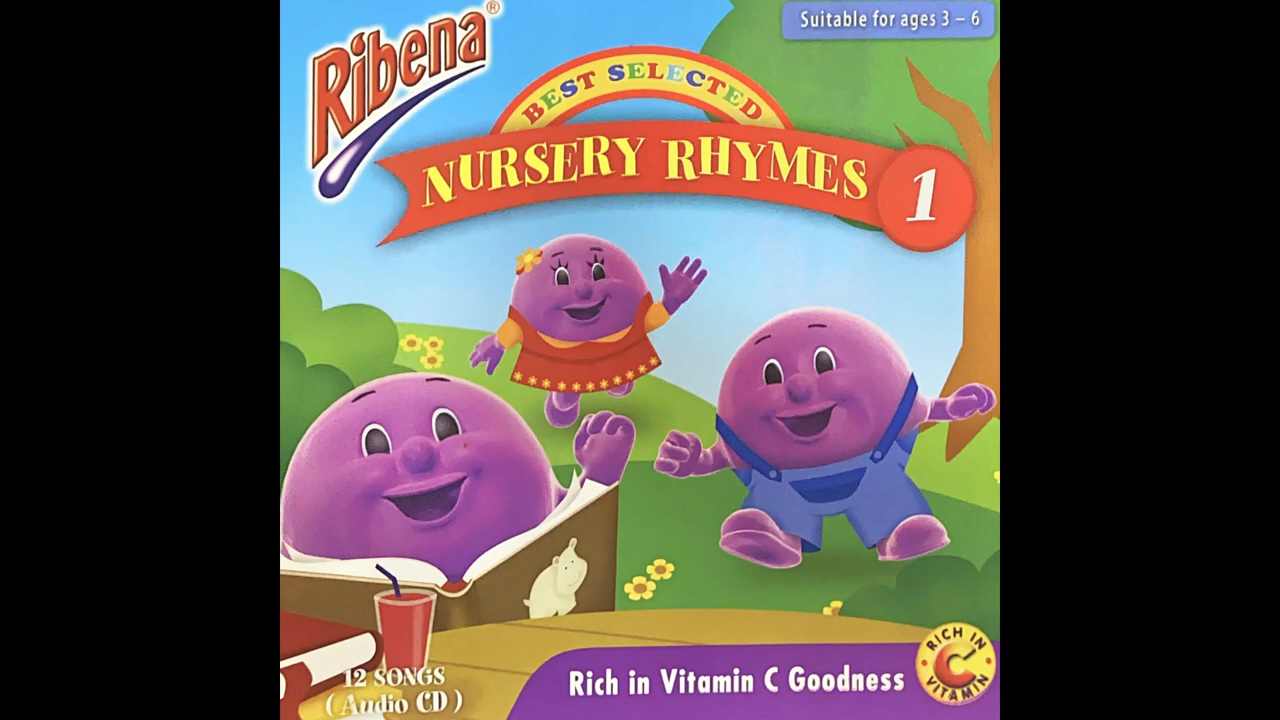 Ribena®
Suitable for ages 3 – 6
BEST SELECTED
NURSERY RHYMES
1
12 SONGS
(Audio CD)
Rich in Vitamin C Goodness
RICH IN
C
VITAMIN